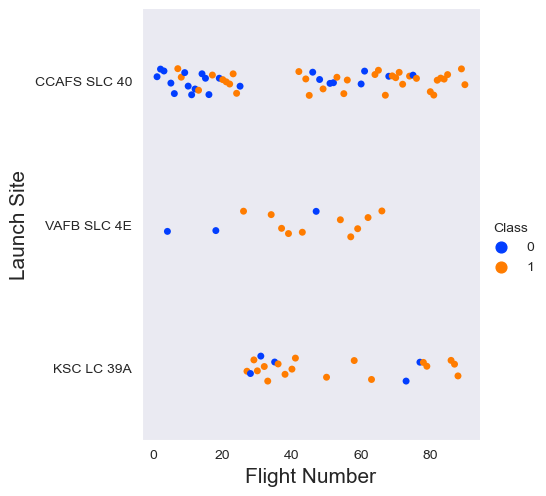 CCAFS SLC 40
VAFB SLC 4E
KSC LC 39A
Launch Site
0 20 40 60 80
Flight Number
Class
0
1